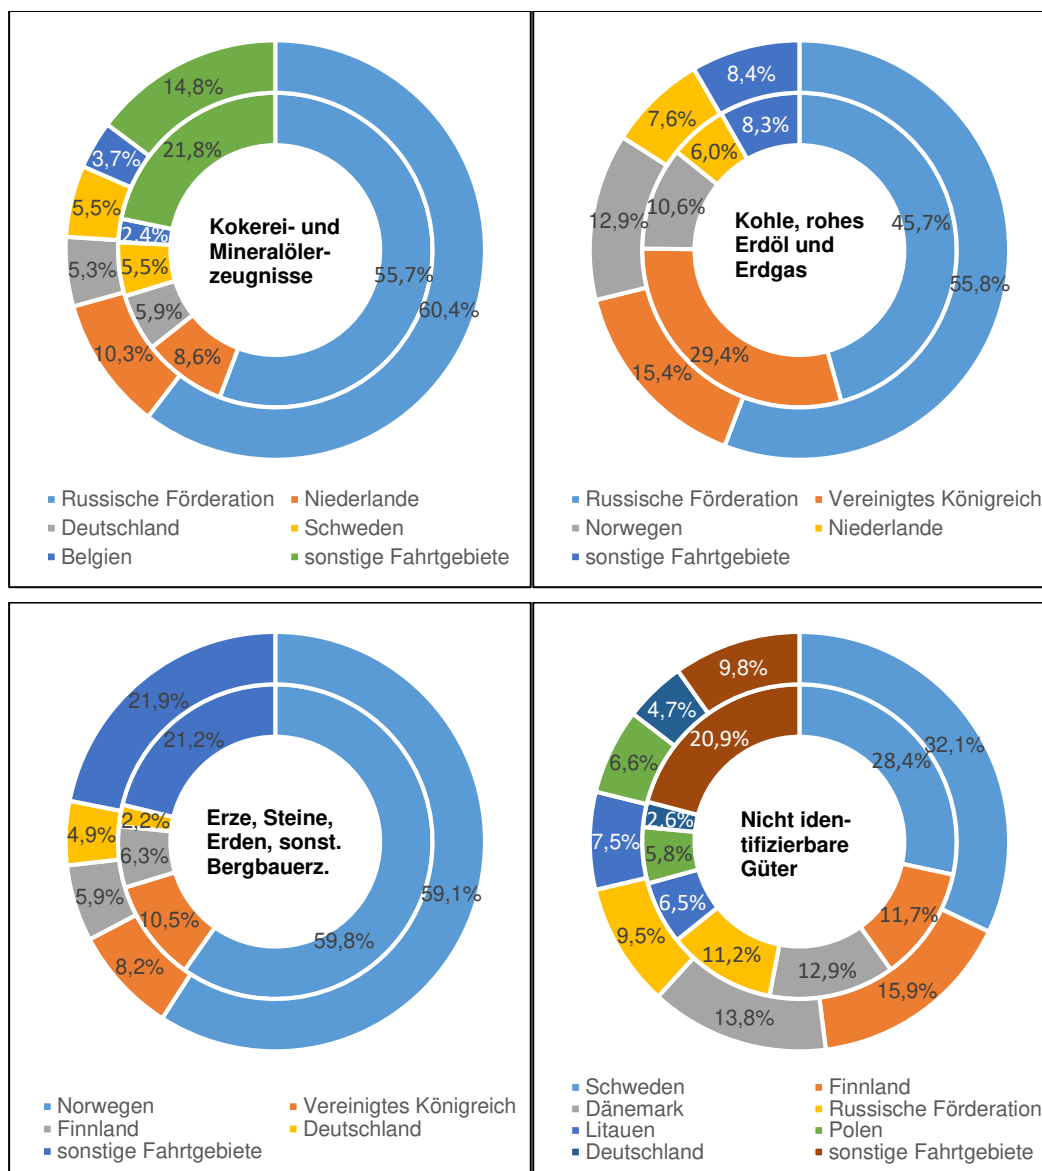 14,8%
21,8%
3,7%
2,4%
5,5%
5,5%
5,3%
5,9%
10,3%
8,6%
55,7%
60,4%
Kokerei- und
Mineralöler-
zeugnisse
Russische Förderation
Niederlande
Deutschland
Schweden
Belgien
sonstige Fahrtgebiete
8,4%
8,3%
7,6%
6,0%
12,9%
10,6%
45,7%
55,8%
29,4%
15,4%
Kohle, rohes
Erdöl und
Erdgas
Russische Förderation
Vereinigtes Königreich
Norwegen
Niederlande
sonstige Fahrtgebiete
21,9%
21,2%
4,9%
2,2%
5,9%
6,3%
8,2%
10,5%
59,8%
59,1%
Erze, Steine,
Erden, sonst.
Bergbauerz.
Norwegen
Vereinigtes Königreich
Finnland
Deutschland
sonstige Fahrtgebiete
9,8%
20,9%
4,7%
2,6%
6,6%
5,8%
7,5%
6,5%
9,5%
11,2%
13,8%
12,9%
15,9%
11,7%
28,4%
32,1%
Nicht iden-
tifizierbare
Güter
Schweden
Finnland
Dänemark
Russische Förderation
Litauen
Polen
Deutschland
sonstige Fahrtgebiete